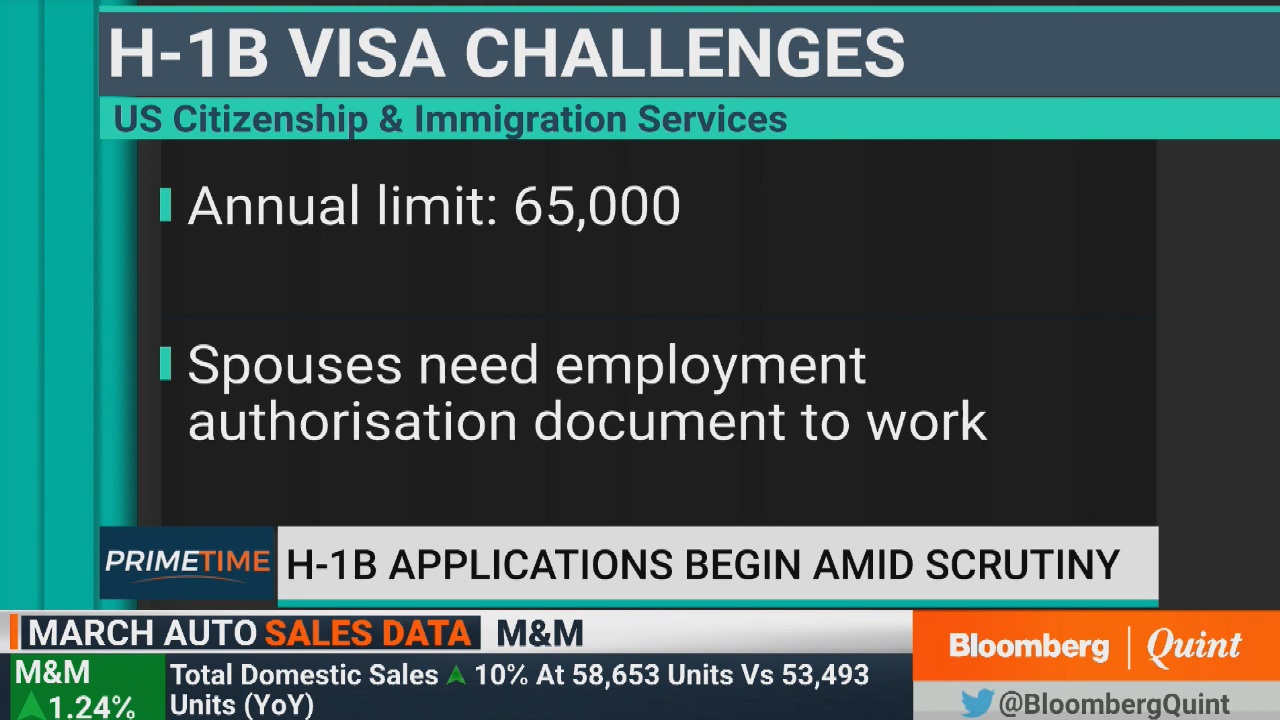 H-1B VISA CHALLENGES
US Citizenship & Immigration Services
Annual limit: 65,000
Spouses need employment
authorisation document to work
PRIMETIME
H-1B APPLICATIONS BEGIN AMID SCRUTINY
MARCH AUTO SALES DATA M&M
Bloomberg | Quint
M&M
1.24%
Total Domestic Sales ▲ 10% At 58,653 Units Vs 53,493
Units (YoY)
@BloombergQuint